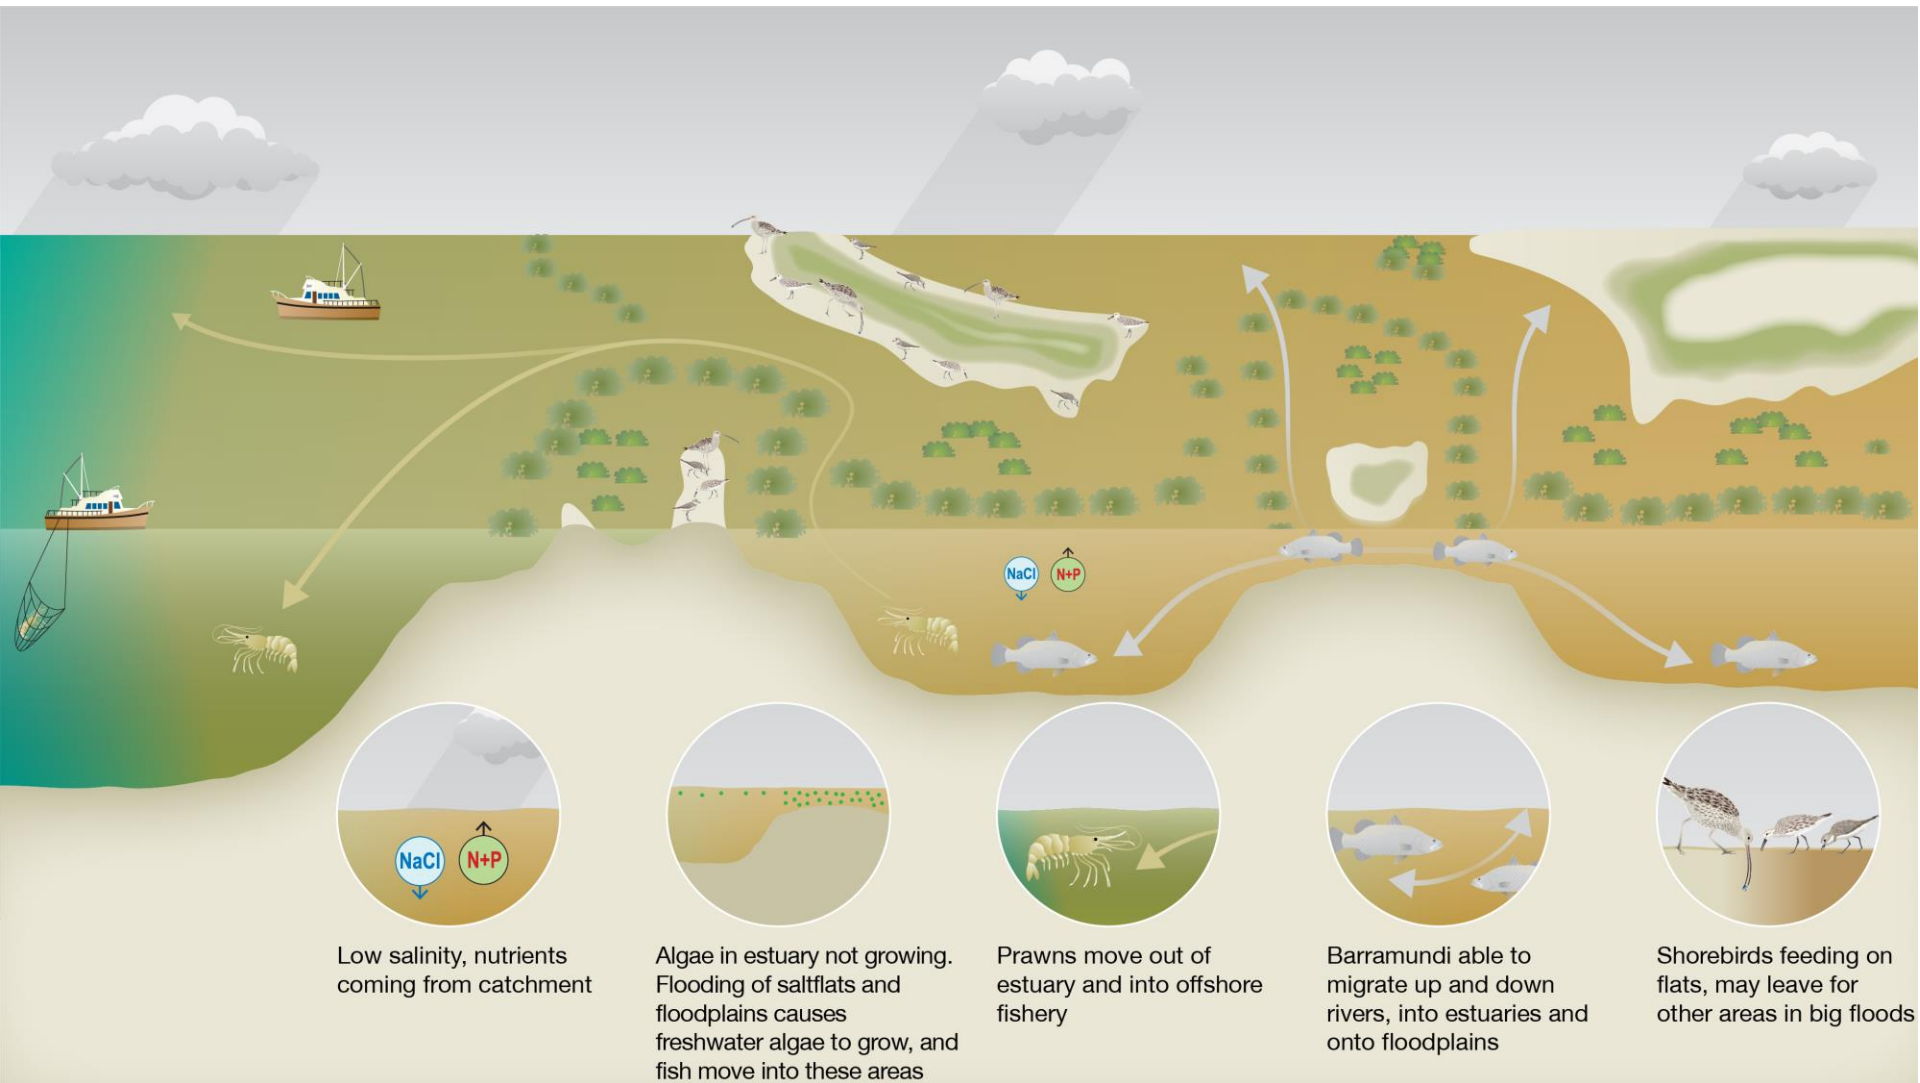 NaCl
N+P
NaCl
N+P
Low salinity, nutrients
coming from catchment
Algae in estuary not growing.
Flooding of saltflats and
floodplains causes
freshwater algae to grow, and
fish move into these areas
Prawns move out of
estuary and into offshore
fishery
Barramundi able to
migrate up and down
rivers, into estuaries and
onto floodplains
Shorebirds feeding on
flats, may leave for
other areas in big floods